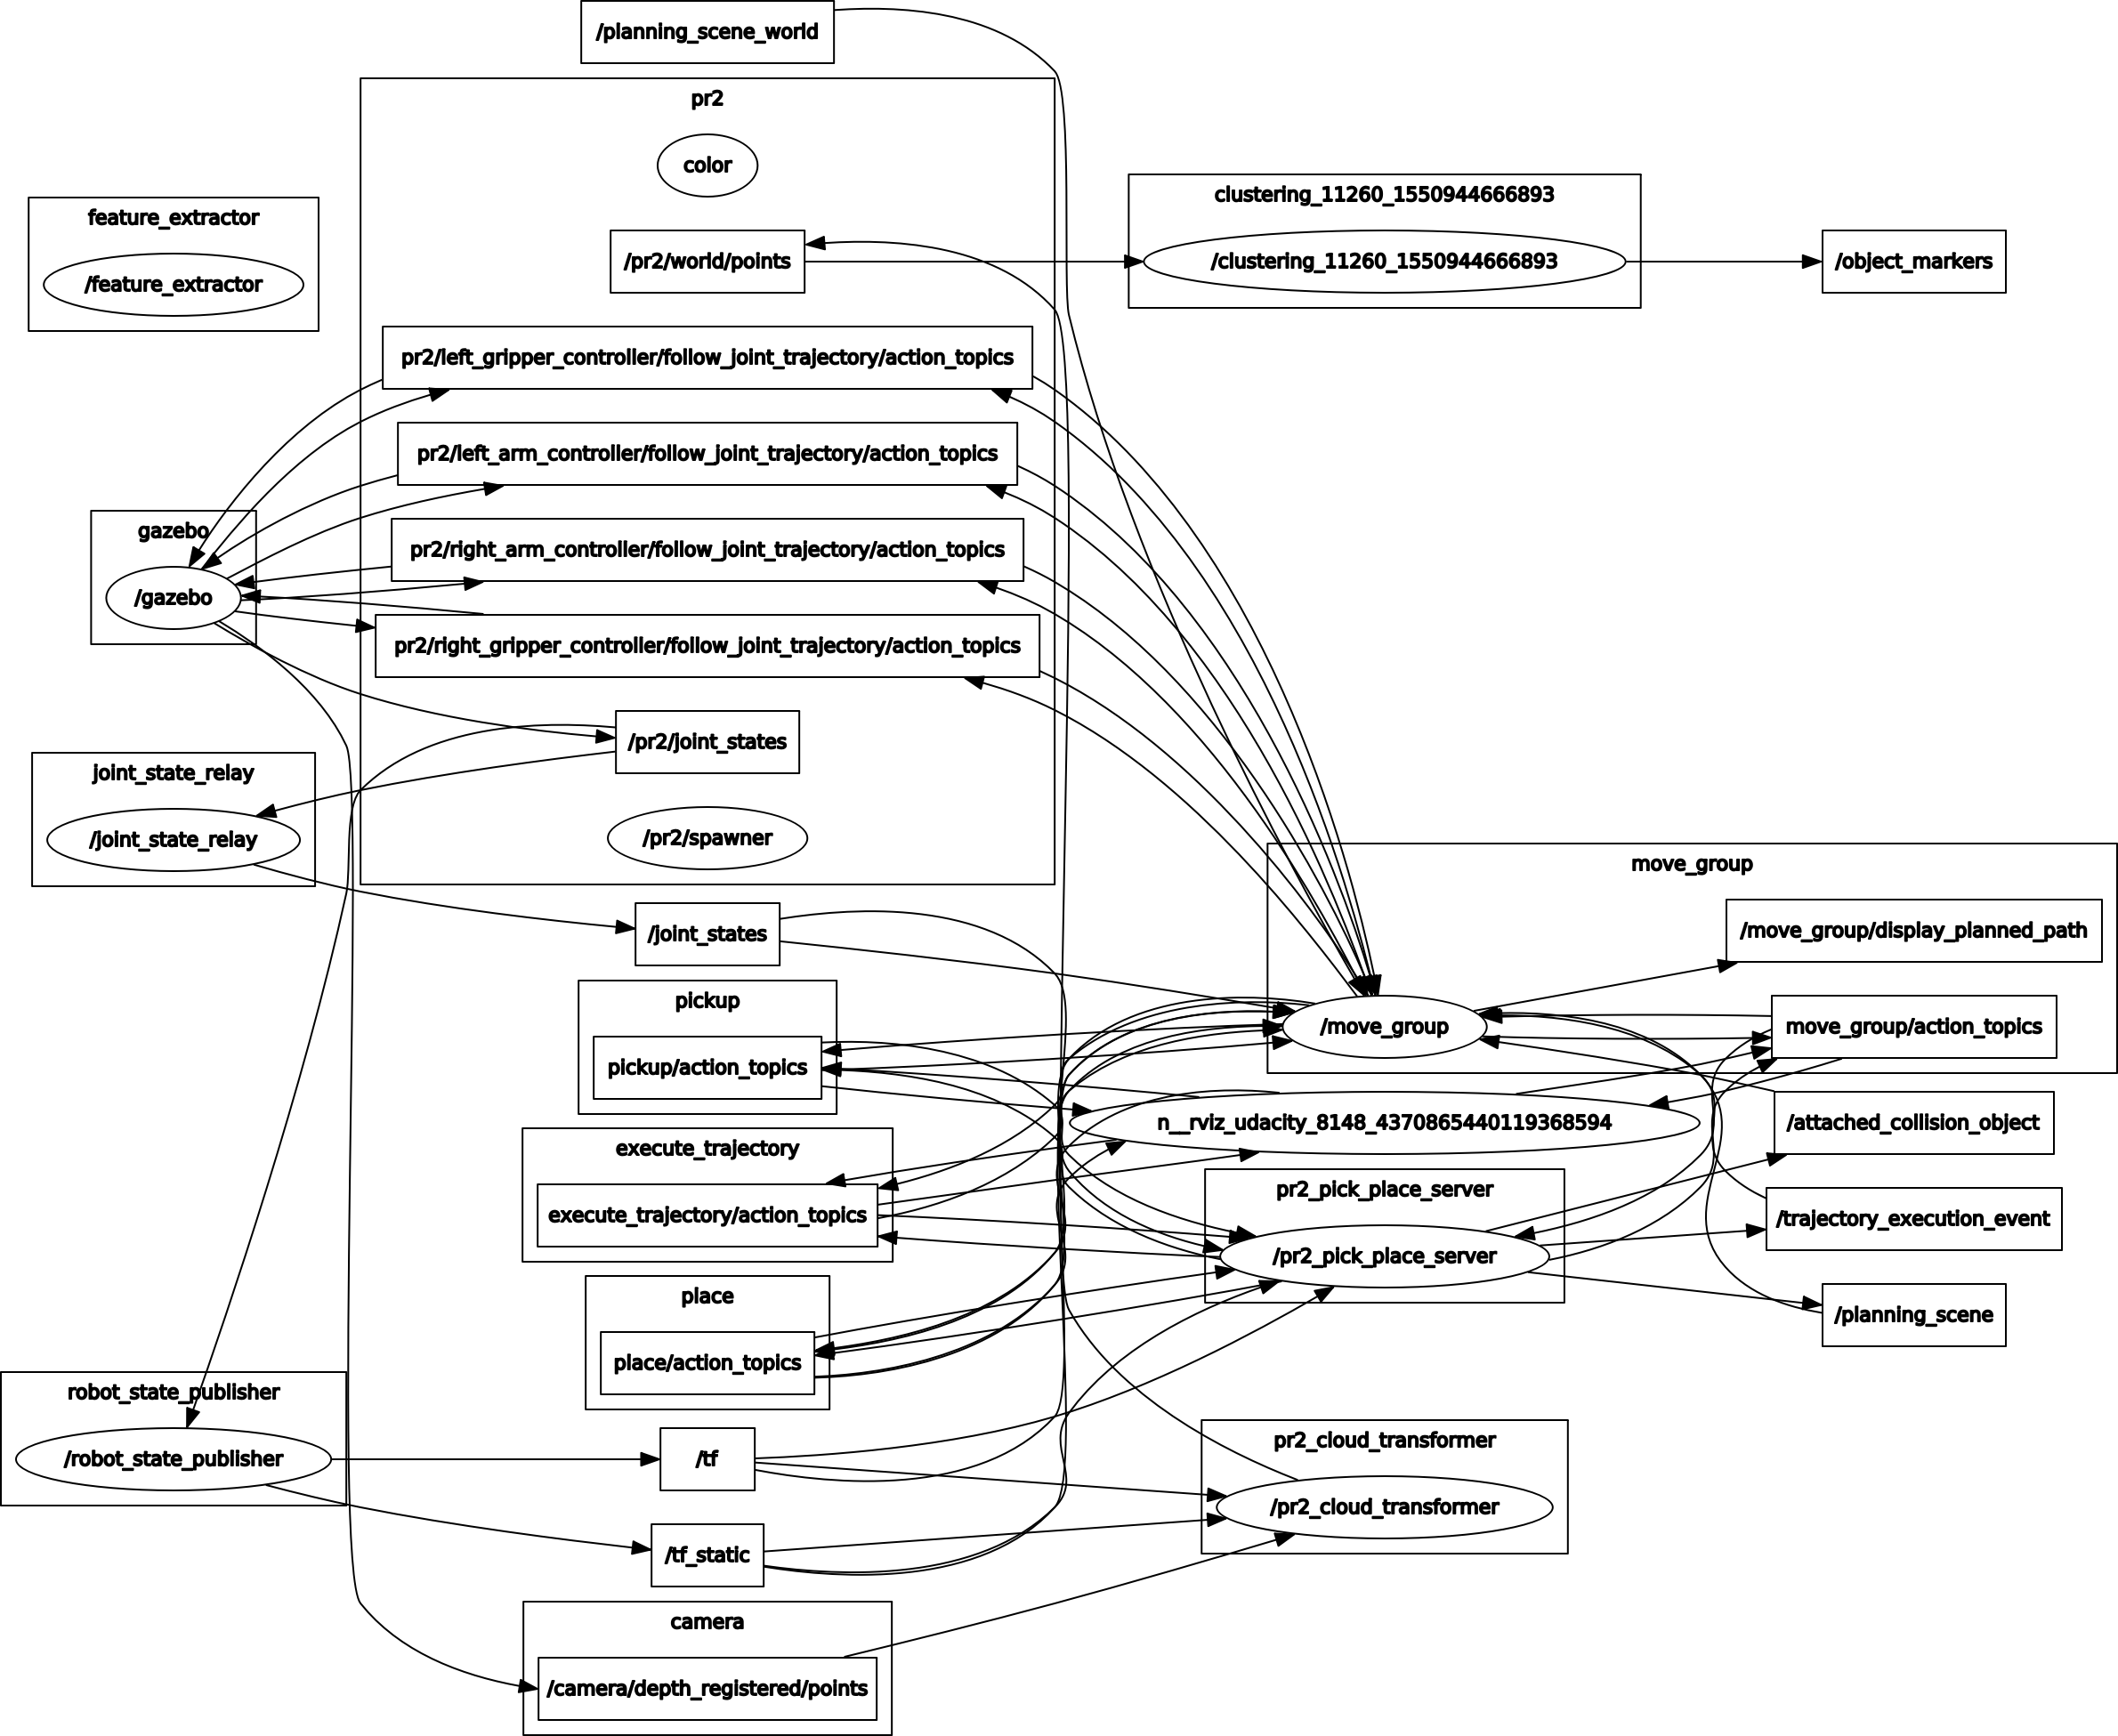 /planning_scene_world
pr2
color
/pr2/world/points
pr2/left_gripper_controller/follow_joint_trajectory/action_topics
pr2/left_arm_controller/follow_joint_trajectory/action_topics
pr2/right_arm_controller/follow_joint_trajectory/action_topics
pr2/right_gripper_controller/follow_joint_trajectory/action_topics
/pr2/joint_states
/pr2/spawner
feature_extractor
/feature_extractor
gazebo
/gazebo
joint_state_relay
/joint_state_relay
robot_state_publisher
/robot_state_publisher
/joint_states
pickup
pickup/action_topics
execute_trajectory
execute_trajectory/action_topics
place
place/action_topics
/tf
/tf_static
camera
/camera/depth_registered/points
clustering_11260_1550944666893
/clustering_11260_1550944666893
/object_markers
move_group
/move_group/display_planned_path
/move_group
move_group/action_topics
n__rviz_udacity_8148_4370865440119368594
/attached_collision_object
pr2_pick_place_server
/pr2_pick_place_server
/trajectory_execution_event
/planning_scene
pr2_cloud_transformer
/pr2_cloud_transformer